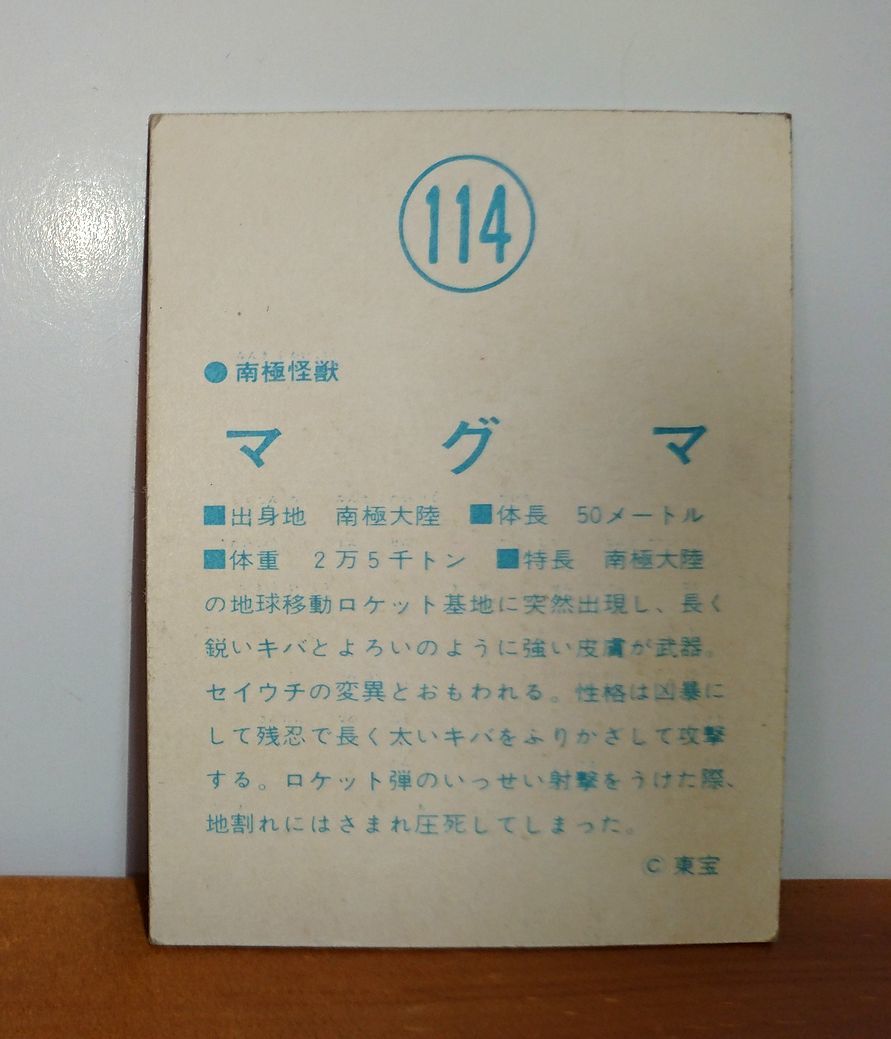 114
●南極怪獣
マグマ
■出身地　南極大陸　■体長　50メートル
■体重　2万5千トン　■特長　南極大陸
の地球移動ロケット基地に突然出現し、長く
鋭いキバとよろいのように強い皮膚が武器。
セイウチの変異とおもわれる。性格は凶暴に
して残忍で長く太いキバをふりかざして攻撃
する。ロケット弾のいっせい射撃をうけた際、
地割れにはさまれ圧死してしまった。
© 東宝